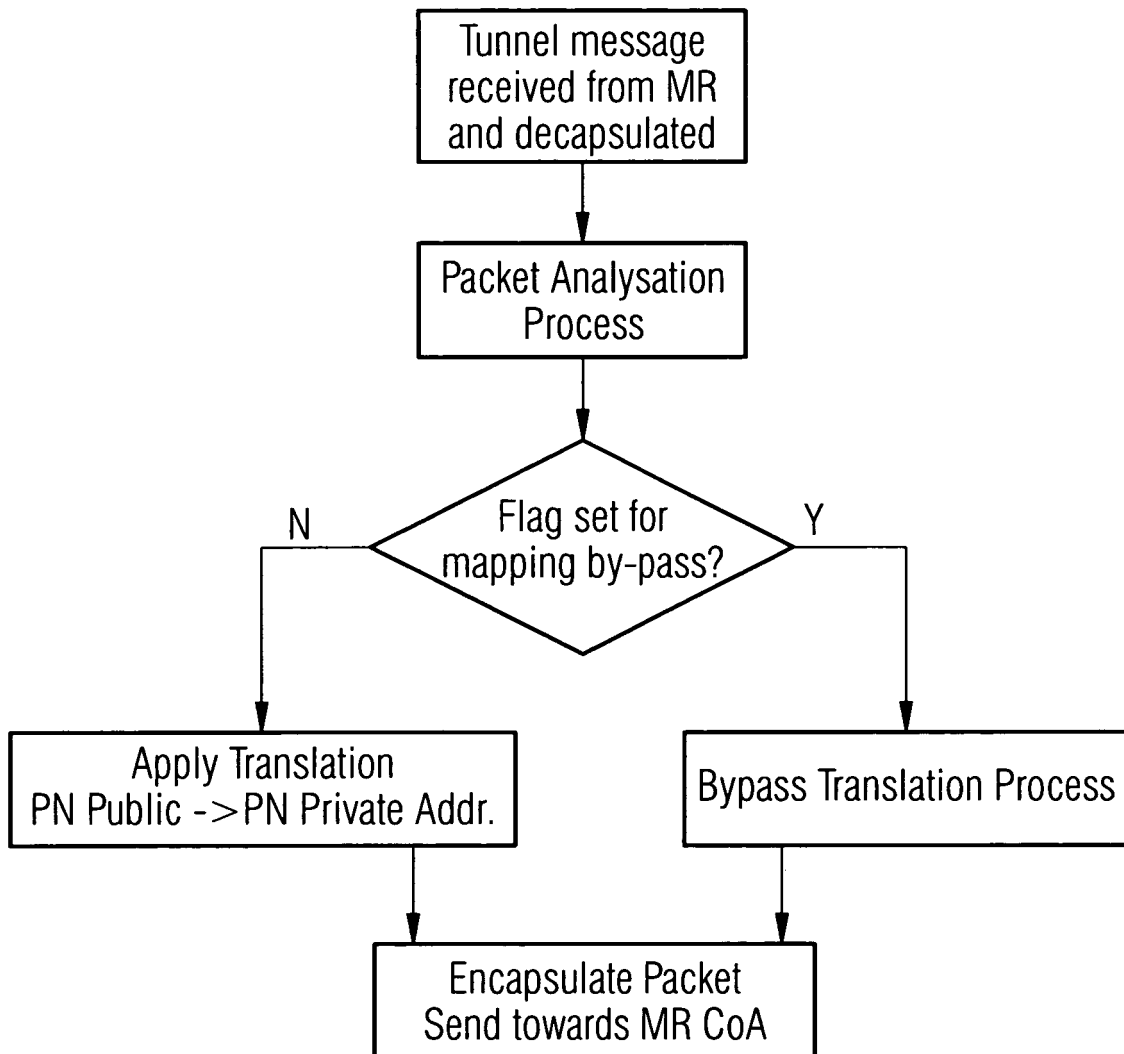 Tunnel message
received from MR
and decapsulated
Packet Analysation
Process
Flag set for
mapping by-pass?
N
Y
Apply Translation
PN Public ->PN Private Addr.
Bypass Translation Process
Encapsulate Packet
Send towards MR CoA